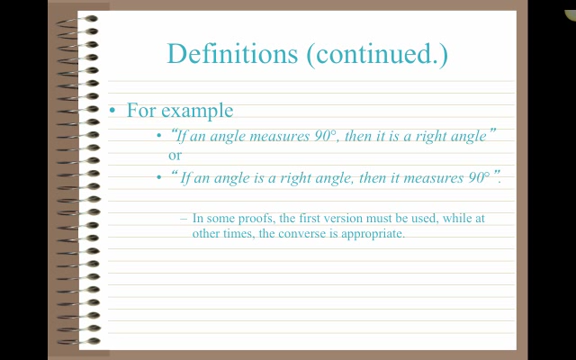 Definitions (continued.)
• For example
• “If an angle measures 90°, then it is a right angle”
or
• “ If an angle is a right angle, then it measures 90° ”.
– In some proofs, the first version must be used, while at
other times, the converse is appropriate.